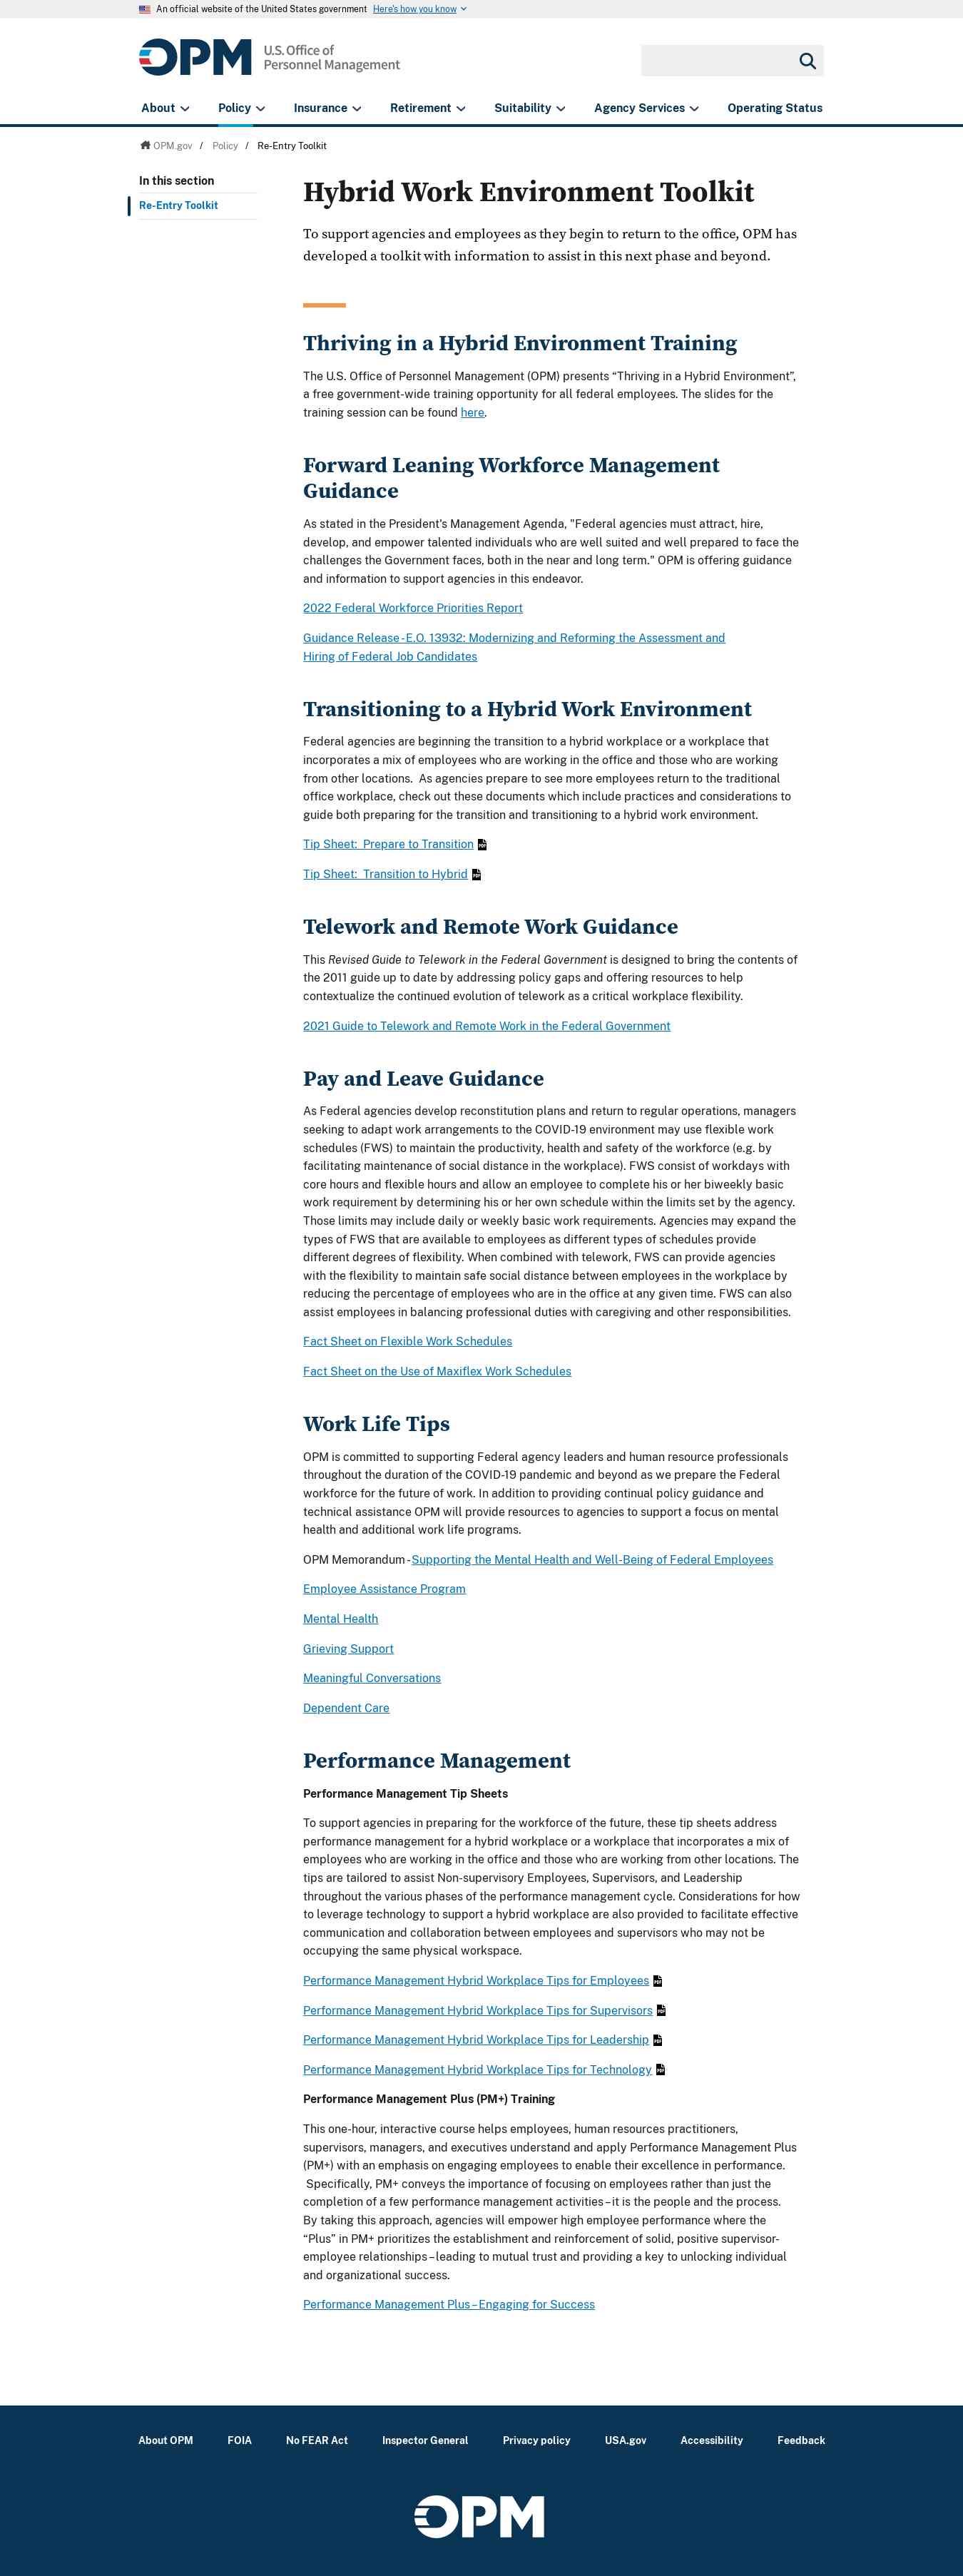 An official website of the United States government Here's how you know
OPM U.S. Office of
Personnel Management
About Policy Insurance Retirement Suitability Agency Services Operating Status
OPM.gov / Policy / Re-Entry Toolkit
In this section
Re-Entry Toolkit
Hybrid Work Environment Toolkit
To support agencies and employees as they begin to return to the office, OPM has
developed a toolkit with information to assist in this next phase and beyond.
Thriving in a Hybrid Environment Training
The U.S. Office of Personnel Management (OPM) presents “Thriving in a Hybrid Environment”,
a free government-wide training opportunity for all federal employees. The slides for the
training session can be found here.
Forward Leaning Workforce Management
Guidance
As stated in the President's Management Agenda, "Federal agencies must attract, hire,
develop, and empower talented individuals who are well suited and well prepared to face the
challenges the Government faces, both in the near and long term." OPM is offering guidance
and information to support agencies in this endeavor.
2022 Federal Workforce Priorities Report
Guidance Release - E.O. 13932; Modernizing and Reforming the Assessment and
Hiring of Federal Job Candidates
Transitioning to a Hybrid Work Environment
Federal agencies are beginning the transition to a hybrid workplace or a workplace that
incorporates a mix of employees who are working in the office and those who are working
from other locations.  As agencies prepare to see more employees return to the traditional
office workplace, check out these documents which include practices and considerations to
guide both preparing for the transition and transitioning to a hybrid work environment.
Tip Sheet:  Prepare to Transition
Tip Sheet:  Transition to Hybrid
Telework and Remote Work Guidance
This Revised Guide to Telework in the Federal Government is designed to bring the contents of
the 2011 guide up to date by addressing policy gaps and offering resources to help
contextualize the continued evolution of telework as a critical workplace flexibility.
2021 Guide to Telework and Remote Work in the Federal Government
Pay and Leave Guidance
As Federal agencies develop reconstitution plans and return to regular operations, managers
seeking to adapt work arrangements to the COVID-19 environment may use flexible work
schedules (FWS) to maintain the productivity, health and safety of the workforce (e.g. by
facilitating maintenance of social distance in the workplace). FWS consist of workdays with
core hours and flexible hours and allow an employee to complete his or her biweekly basic
work requirement by determining his or her own schedule within the limits set by the agency.
Those limits may include daily or weekly basic work requirements. Agencies may expand the
types of FWS that are available to employees as different types of schedules provide
different degrees of flexibility. When combined with telework, FWS can provide agencies
with the flexibility to maintain safe social distance between employees in the workplace by
reducing the percentage of employees who are in the office at any given time. FWS can also
assist employees in balancing professional duties with caregiving and other responsibilities.
Fact Sheet on Flexible Work Schedules
Fact Sheet on the Use of Maxiflex Work Schedules
Work Life Tips
OPM is committed to supporting Federal agency leaders and human resource professionals
throughout the duration of the COVID-19 pandemic and beyond as we prepare the Federal
workforce for the future of work. In addition to providing continual policy guidance and
technical assistance OPM will provide resources to agencies to support a focus on mental
health and additional work life programs.
OPM Memorandum - Supporting the Mental Health and Well-Being of Federal Employees
Employee Assistance Program
Mental Health
Grieving Support
Meaningful Conversations
Dependent Care
Performance Management
Performance Management Tip Sheets
To support agencies in preparing for the workforce of the future, these tip sheets address
performance management for a hybrid workplace or a workplace that incorporates a mix of
employees who are working in the office and those who are working from other locations. The
tips are tailored to assist Non-supervisory Employees, Supervisors, and Leadership
throughout the various phases of the performance management cycle. Considerations for how
to leverage technology to support a hybrid workplace are also provided to facilitate effective
communication and collaboration between employees and supervisors who may not be
occupying the same physical workspace.
Performance Management Hybrid Workplace Tips for Employees
Performance Management Hybrid Workplace Tips for Supervisors
Performance Management Hybrid Workplace Tips for Leadership
Performance Management Hybrid Workplace Tips for Technology
Performance Management Plus (PM+) Training
This one-hour, interactive course helps employees, human resources practitioners,
supervisors, managers, and executives understand and apply Performance Management Plus
(PM+) with an emphasis on engaging employees to enable their excellence in performance.
Specifically, PM+ conveys the importance of focusing on employees rather than just the
completion of a few performance management activities – it is the people and the process.
By taking this approach, agencies will empower high employee performance where the
“Plus” in PM+ prioritizes the establishment and reinforcement of solid, positive supervisor-
employee relationships – leading to mutual trust and providing a key to unlocking individual
and organizational success.
Performance Management Plus – Engaging for Success
About OPM FOIA No FEAR Act Inspector General Privacy policy USA.gov Accessibility Feedback
OPM